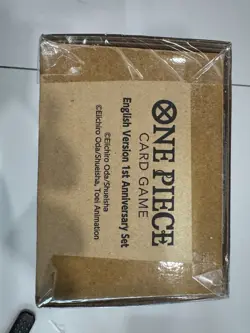 ONE PIECE
CARD GAME
English Version 1st Anniversary Set
©Eiichiro Oda/Shueisha
©Eiichiro Oda/Shueisha, Toei Animation